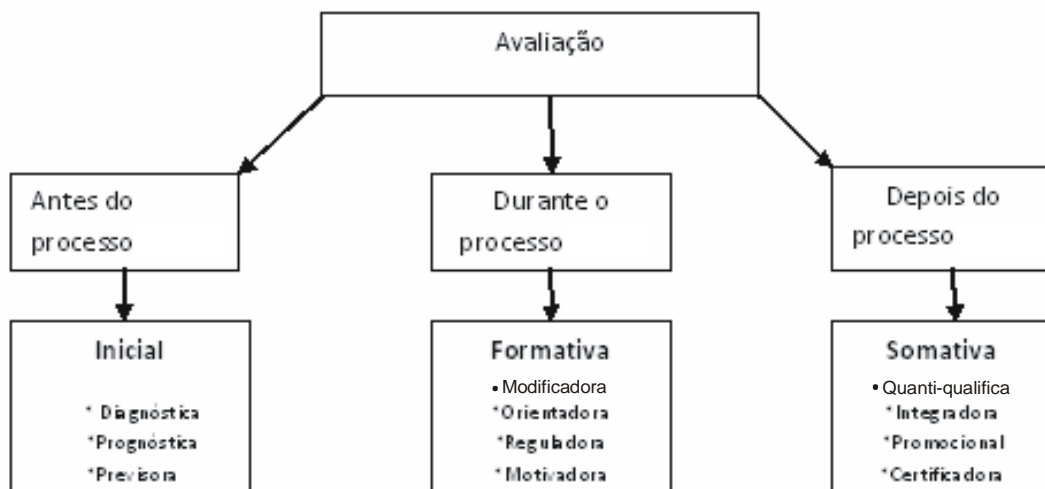 Avaliação
Antes do
processo
Durante o
processo
Depois do
processo
Inicial
* Diagnóstica
*Prognóstica
*Previsora
Formativa
• Modificadora
*Orientadora
*Reguladora
*Motivadora
Somativa
• Quanti-qualifica
*Integradora
*Promocional
*Certificadora